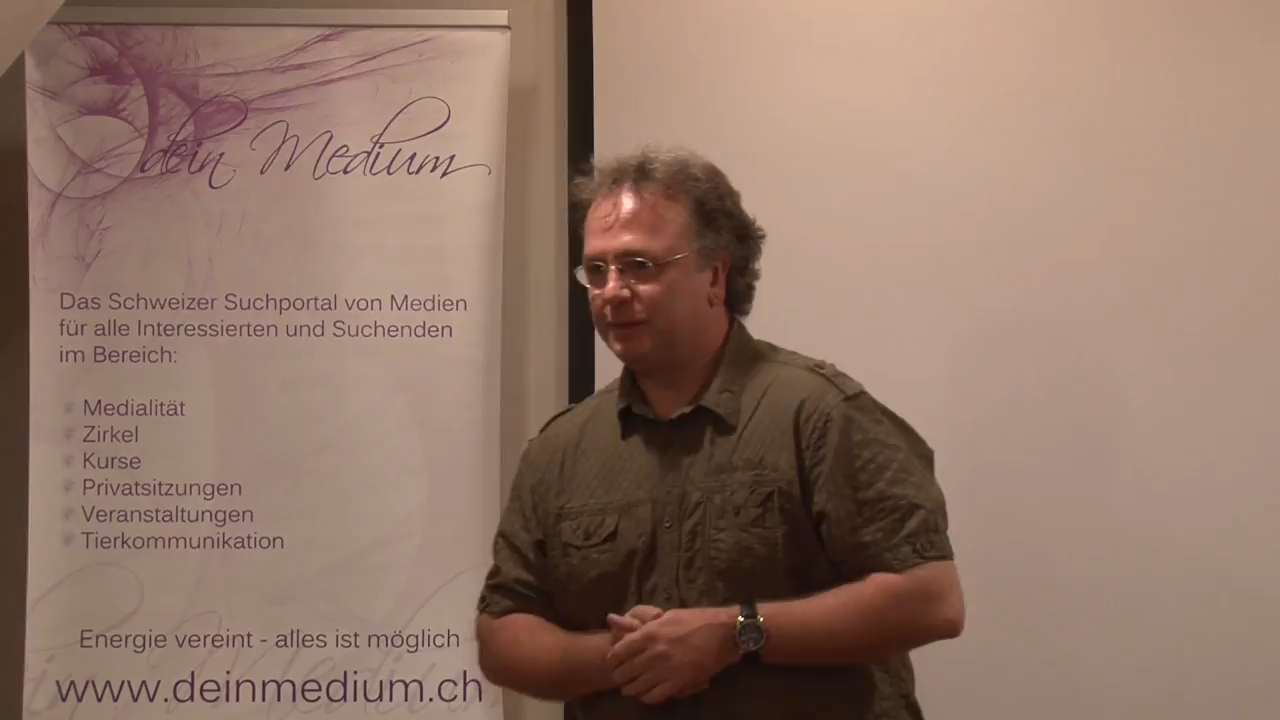 dein Medium
Das Schweizer Suchportal von Medien
für alle Interessierten und Suchenden
im Bereich:
Medialität
Zirkel
Kurse
Privatsitzungen
Veranstaltungen
Tierkommunikation
Energie vereint - alles ist möglich
www.deinmedium.ch